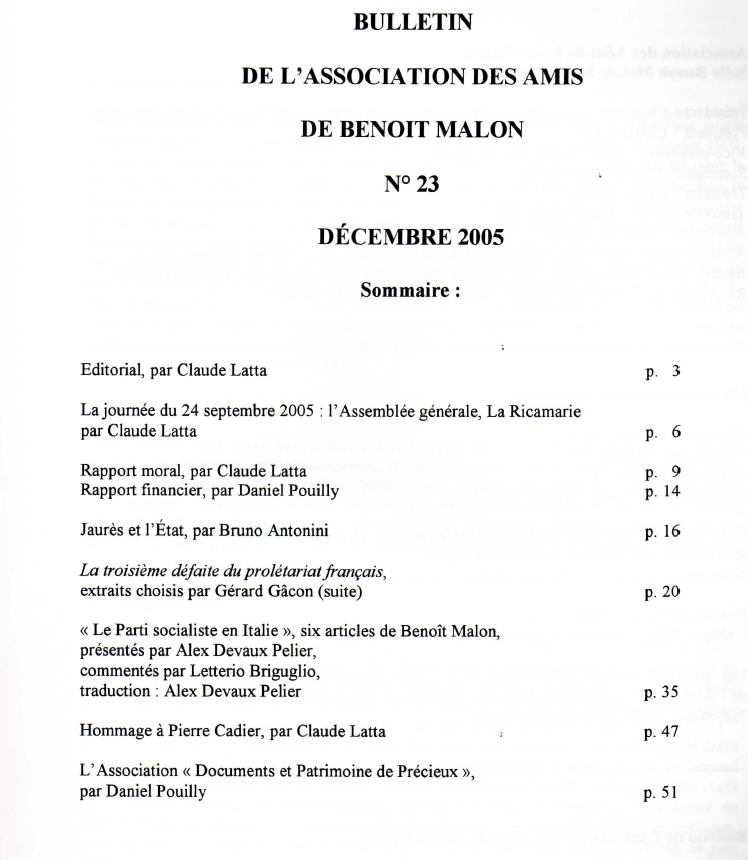 BULLETIN
DE L'ASSOCIATION DES AMIS
DE BENOIT MALON
N° 23
DÉCEMBRE 2005
Sommaire :
Editorial, par Claude Latta p. 3
La journée du 24 septembre 2005 : l'Assemblée générale, La Ricamarie
par Claude Latta p. 6
Rapport moral, par Claude Latta p. 9
Rapport financier, par Daniel Pouilly p. 14
Jaurès et l'État, par Bruno Antonini p. 16
La troisième défaite du prolétariat français,
extraits choisis par Gérard Gâcon (suite) p. 20
« Le Parti socialiste en Italie », six articles de Benoît Malon,
présentés par Alex Devaux Pelier,
commentés par Letterio Briguglio,
traduction : Alex Devaux Pelier p. 35
Hommage à Pierre Cadier, par Claude Latta p. 47
L'Association « Documents et Patrimoine de Précieux »,
par Daniel Pouilly p. 51